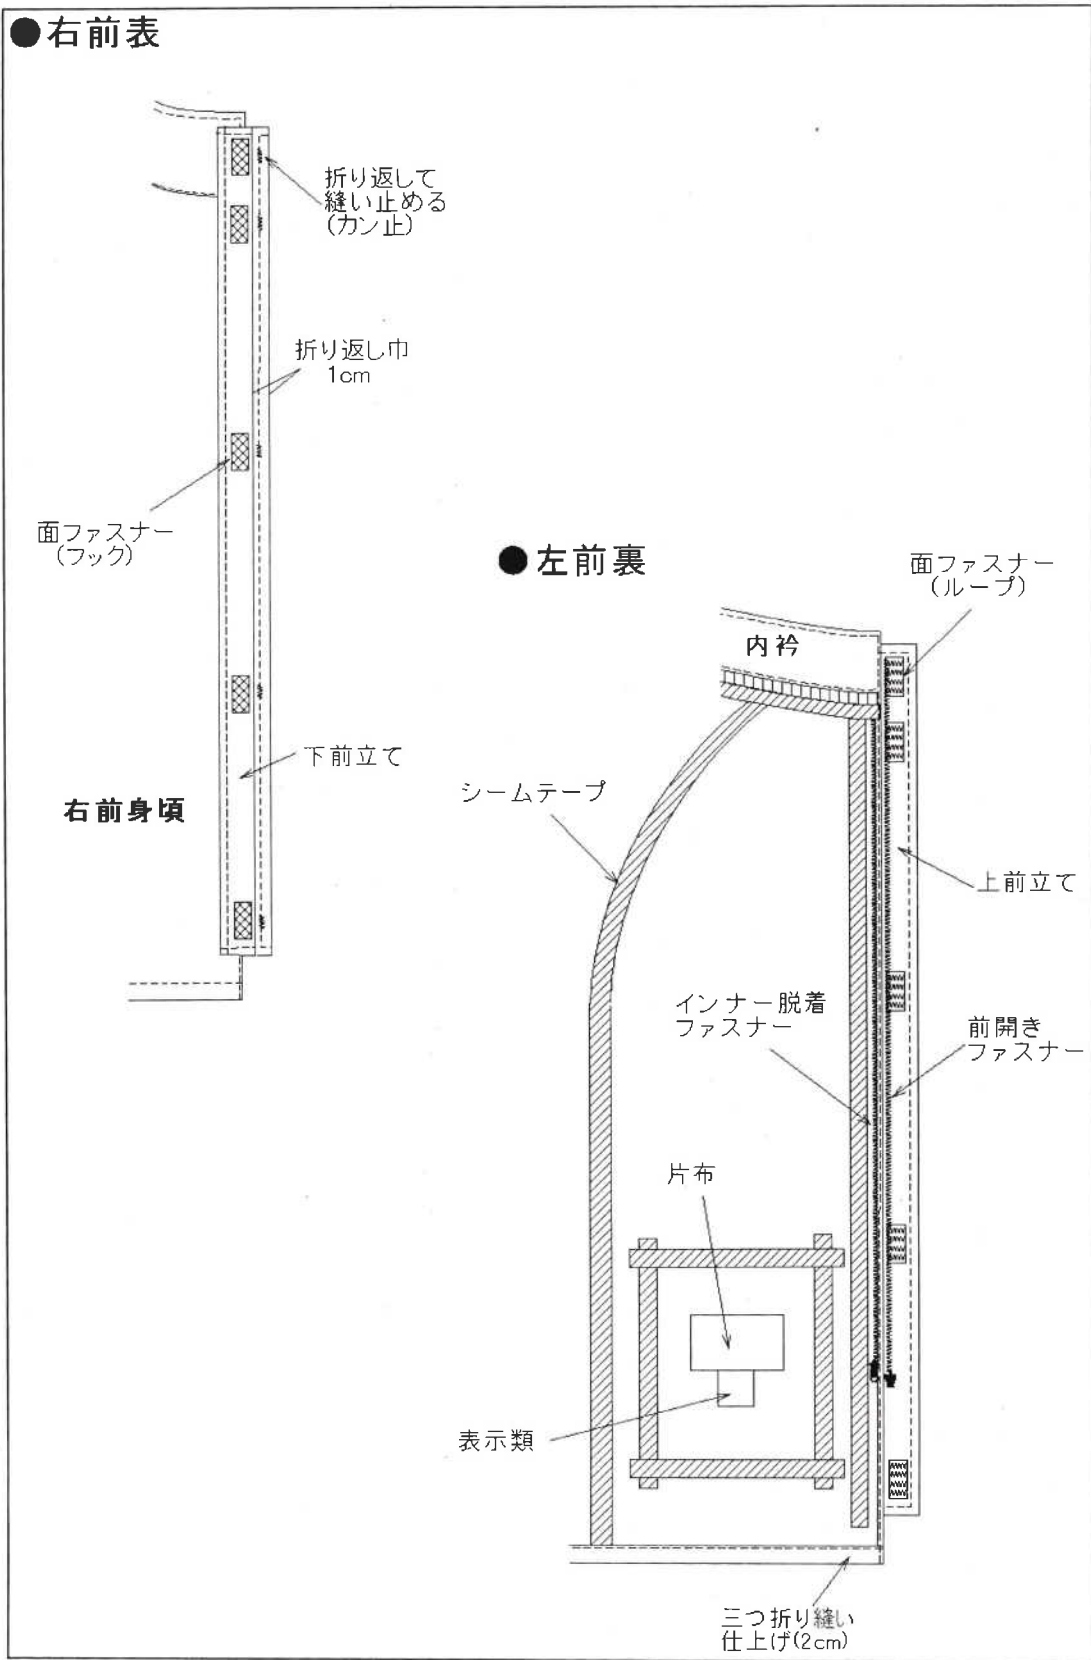 ●右前表
折り返して
縫い止める
(カン止)
折り返し巾
1cm
面ファスナー
(フック)
下前立て
右前身頃
●左前裏
面ファスナー
(ループ)
内衿
シームテープ
上前立て
インナー脱着
ファスナー
前開き
ファスナー
片布
表示類
三つ折り縫い
仕上げ(2cm)